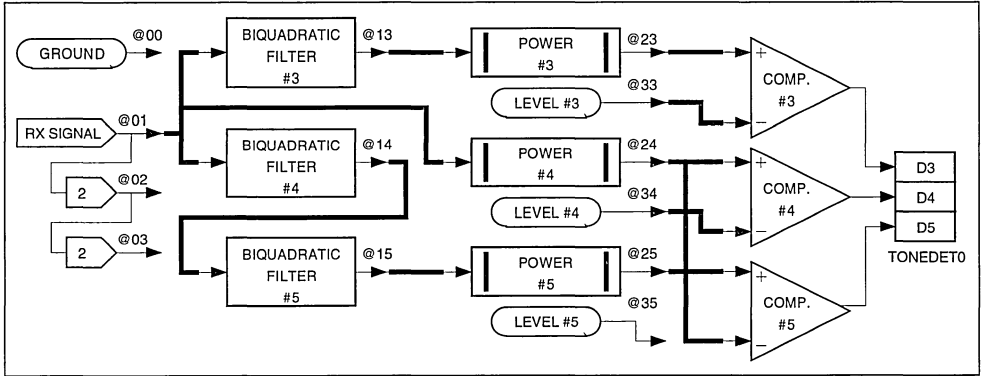 GROUND
@00
RX SIGNAL
@01
2
@02
2
@03
BIQUADRATIC
FILTER
#3
@13
BIQUADRATIC
FILTER
#4
@14
BIQUADRATIC
FILTER
#5
@15
POWER
#3
@23
LEVEL #3
@33
POWER
#4
@24
LEVEL #4
@34
POWER
#5
@25
LEVEL #5
@35
+
COMP.
#3
−
+
COMP.
#4
−
+
COMP.
#5
−
D3
D4
D5
TONEDET0